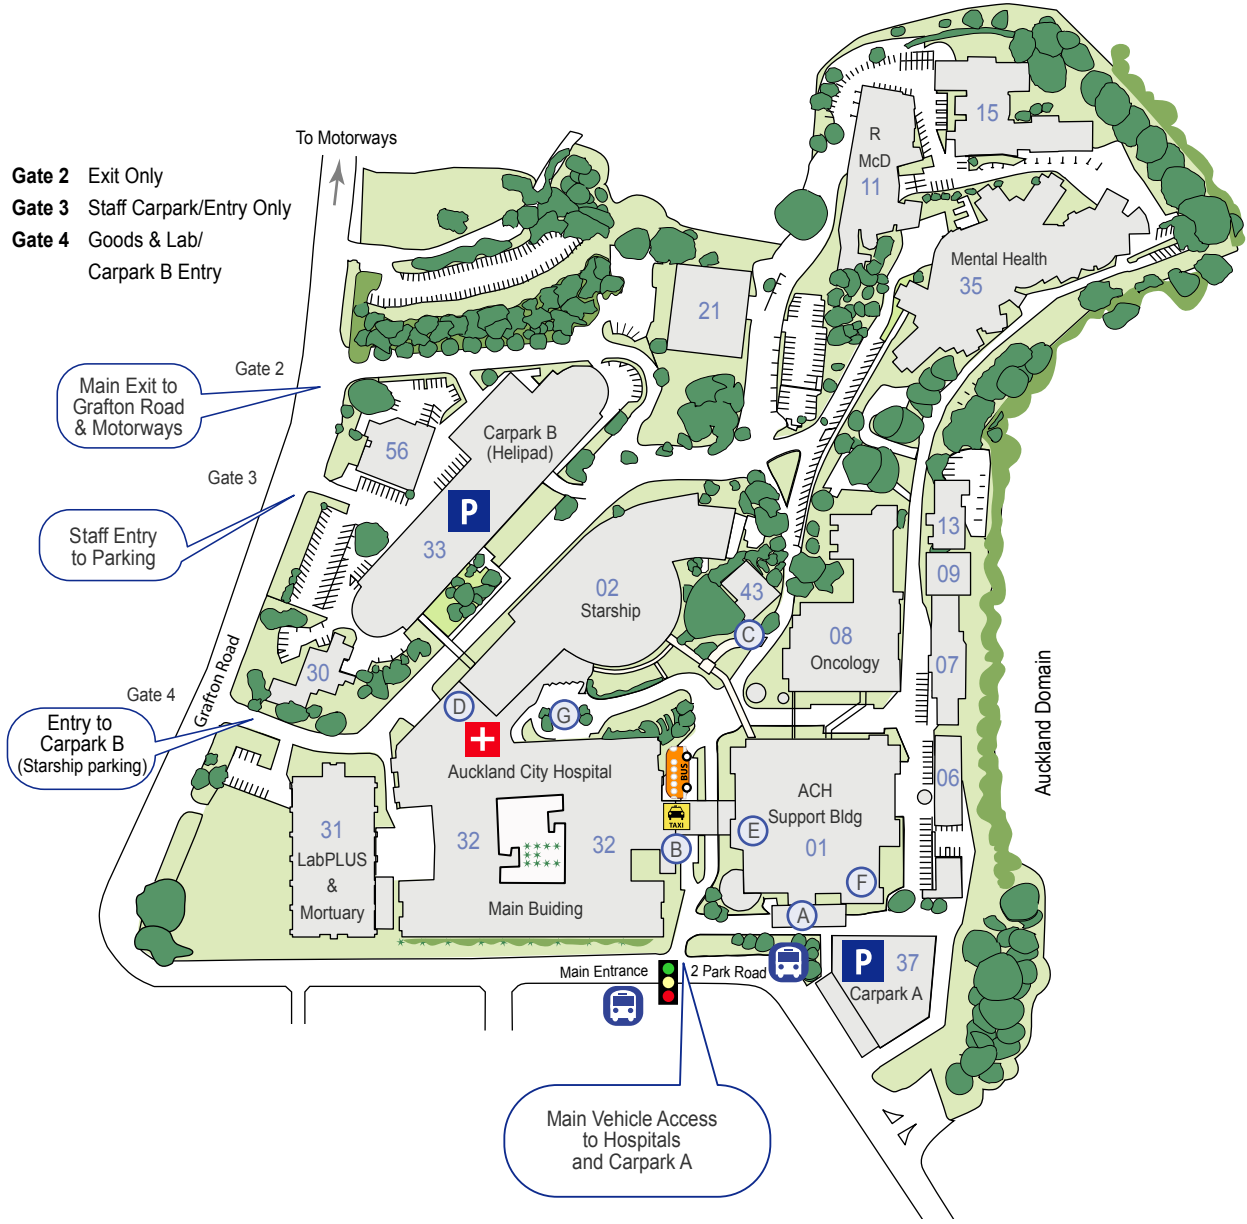 To Motorways
Gate 2 Exit Only
Gate 3 Staff Carpark/Entry Only
Gate 4 Goods & Lab/
Carpark B Entry
R
McD
11
15
Mental Health
35
21
Gate 2
Main Exit to
Grafton Road
& Motorways
Carpark B
(Helipad)
56
P
33
Gate 3
Staff Entry
to Parking
13
09
02
Starship
43
C
08
Oncology
07
Grafton Road
30
Gate 4
Entry to
Carpark B
(Starship parking)
D
G
Auckland Domain
Auckland City Hospital
BUS
TAXI
ACH
Support Bldg
01
06
31
LabPLUS
&
Mortuary
32
32
B
E
F
A
Main Buiding
Main Entrance
2 Park Road
P
37
Carpark A
Main Vehicle Access
to Hospitals
and Carpark A